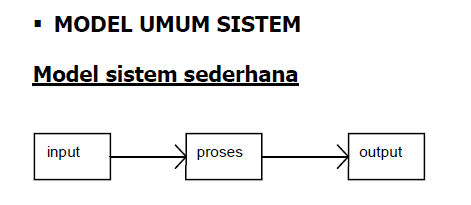 ▪ MODEL UMUM SISTEM
Model sistem sederhana
input proses output